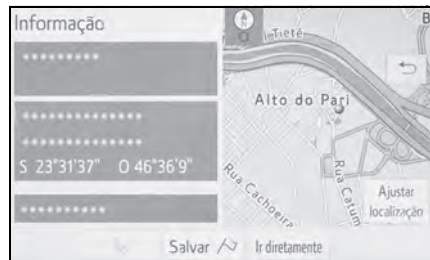 Informação
**********
***************
***************
S 23°31'37" O 46°36'9"
**********
N
B
Tietê
Alto do Pari
Rua Cachoeira
Rua Catum
Ajustar
localização
Salvar
Ir diretamente